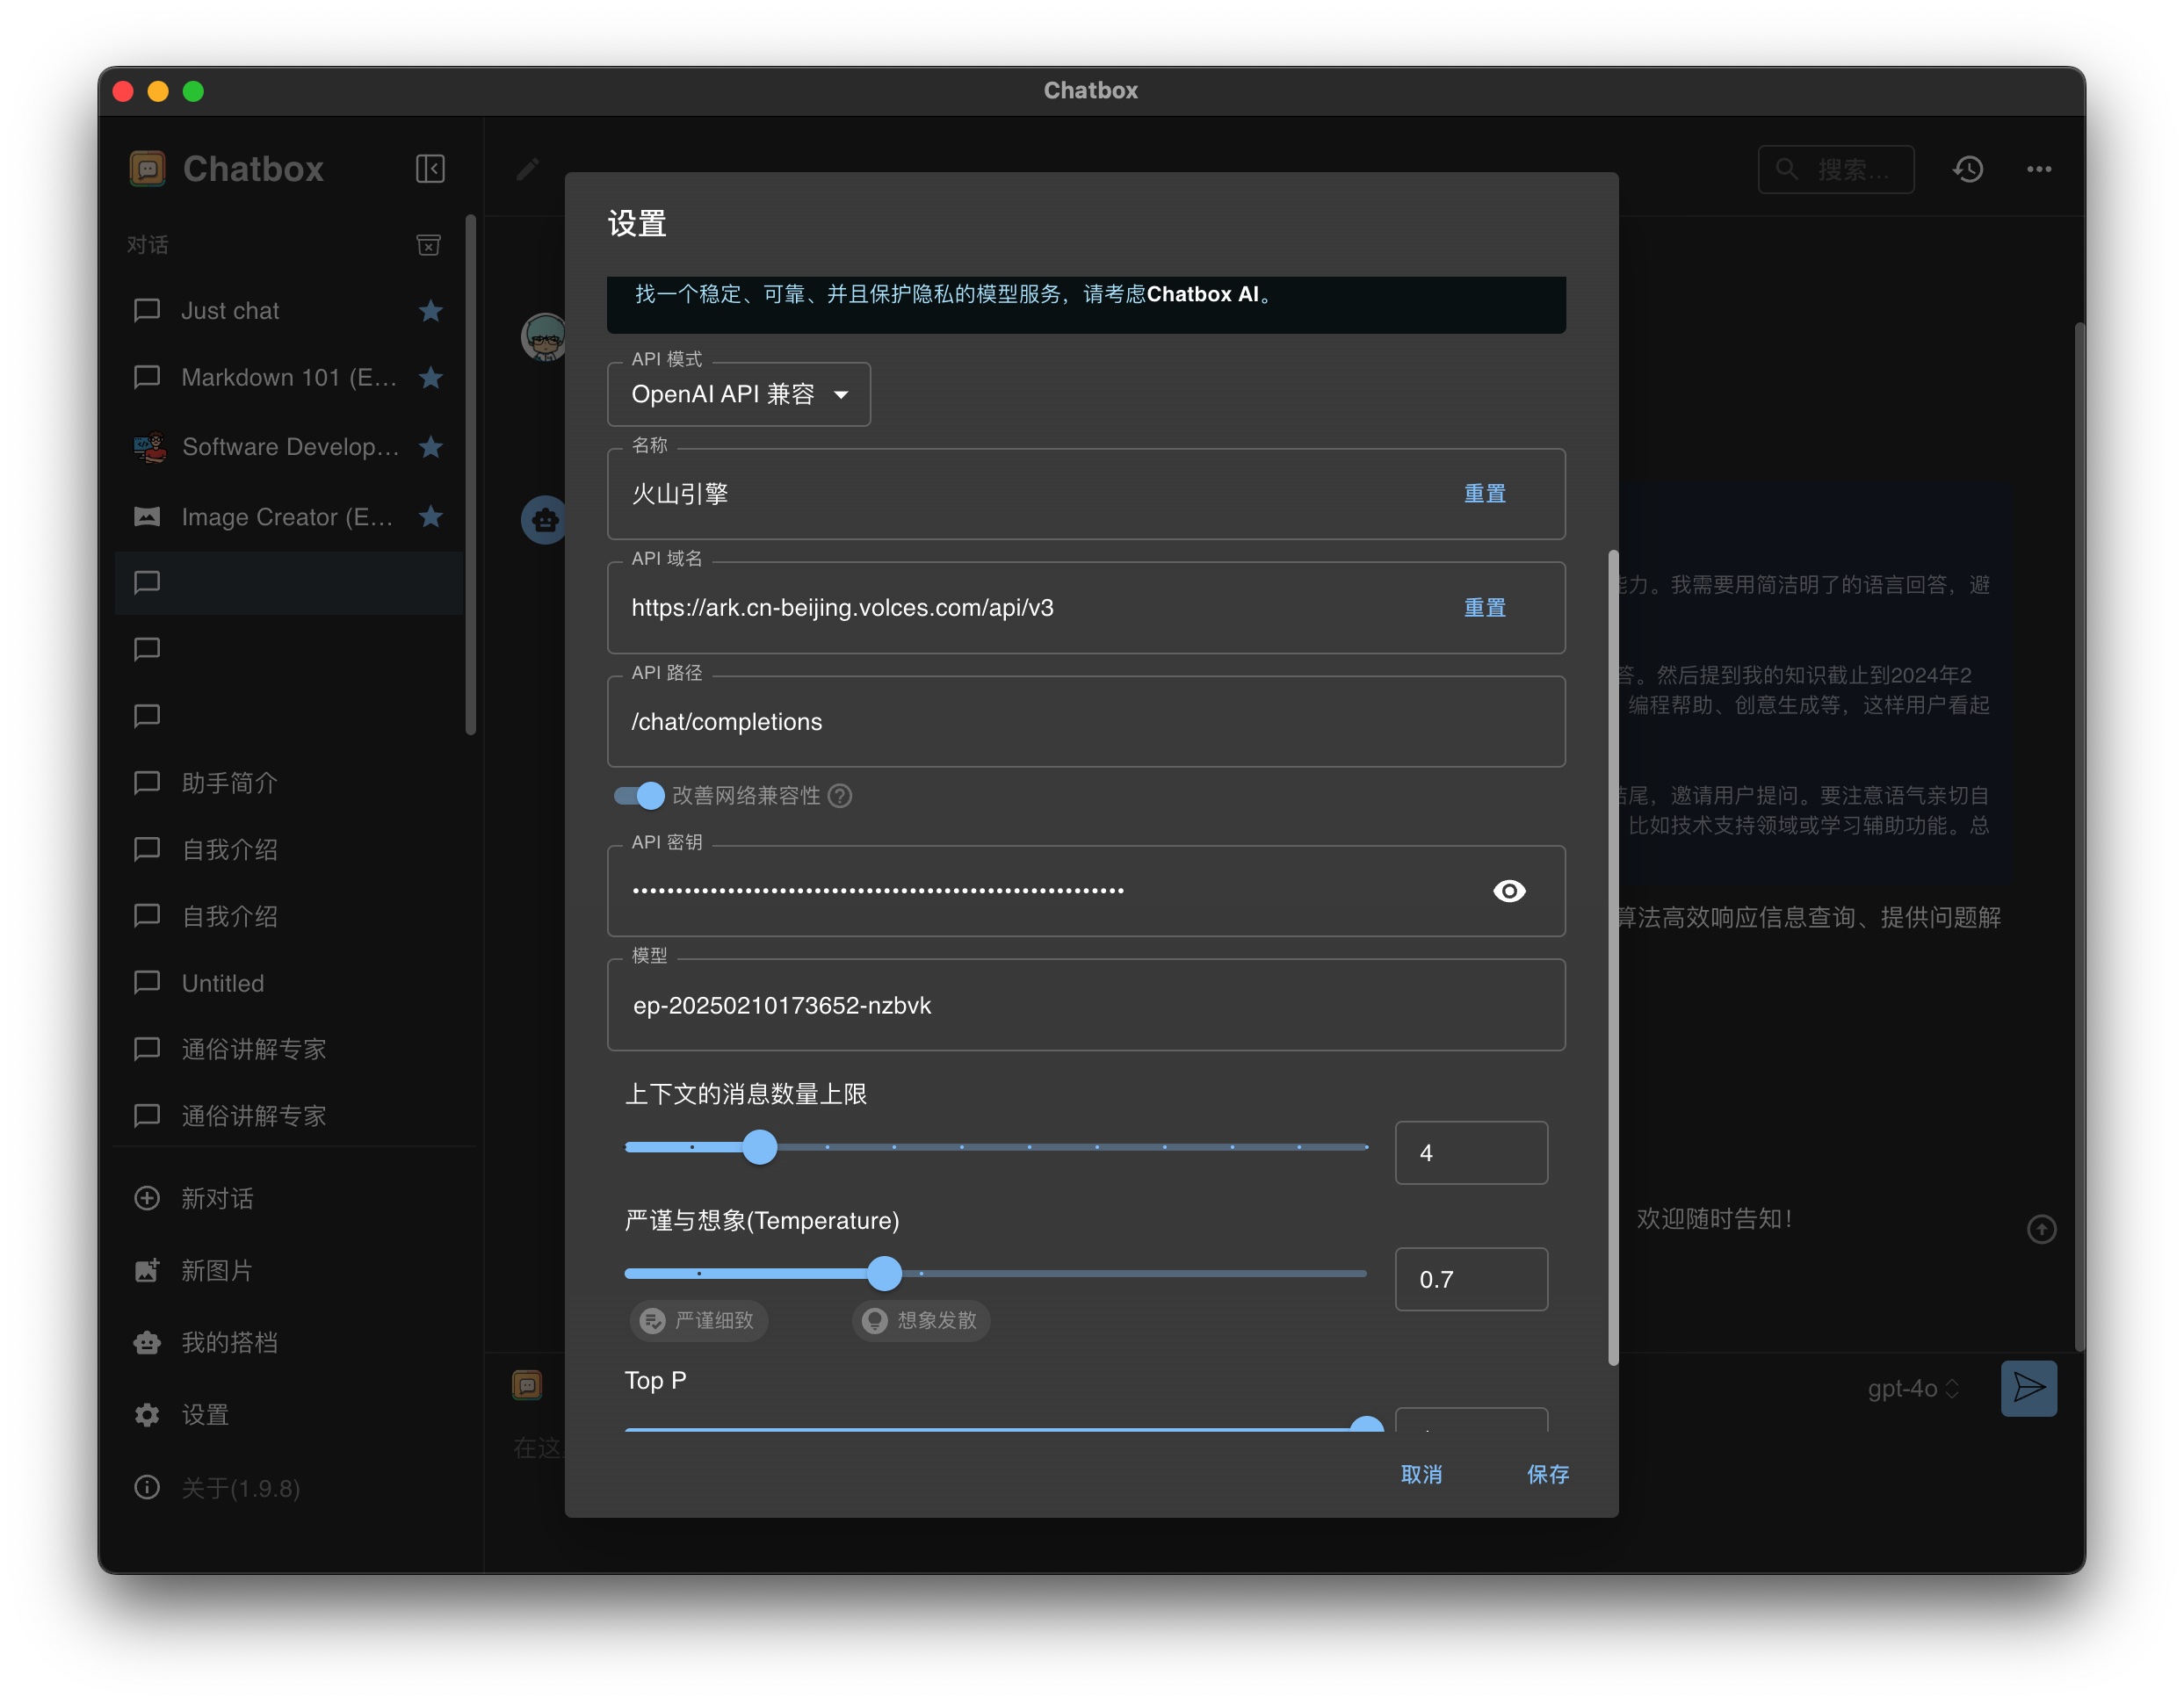 Chatbox
Chatbox
搜索...
对话
Just chat
Markdown 101 (E...
Software Develop...
Image Creator (E...
助手简介
自我介绍
自我介绍
Untitled
通俗讲解专家
通俗讲解专家
新对话
新图片
我的搭档
设置
关于(1.9.8)
设置
找一个稳定、可靠、并且保护隐私的模型服务，请考虑Chatbox AI。
API 模式
OpenAI API 兼容
名称
火山引擎
重置
API 域名
https://ark.cn-beijing.volces.com/api/v3
重置
API 路径
/chat/completions
改善网络兼容性
API 密钥
模型
ep-20250210173652-nzbvk
上下文的消息数量上限
4
严谨与想象(Temperature)
0.7
严谨细致
想象发散
Top P
取消
保存
力。我需要用简洁明了的语言回答，避
答。然后提到我的知识截止到2024年2
编程帮助、创意生成等，这样用户看起
结尾，邀请用户提问。要注意语气亲切自
比如技术支持领域或学习辅助功能。总
算法高效响应信息查询、提供问题解
欢迎随时告知！
gpt-4o
在这